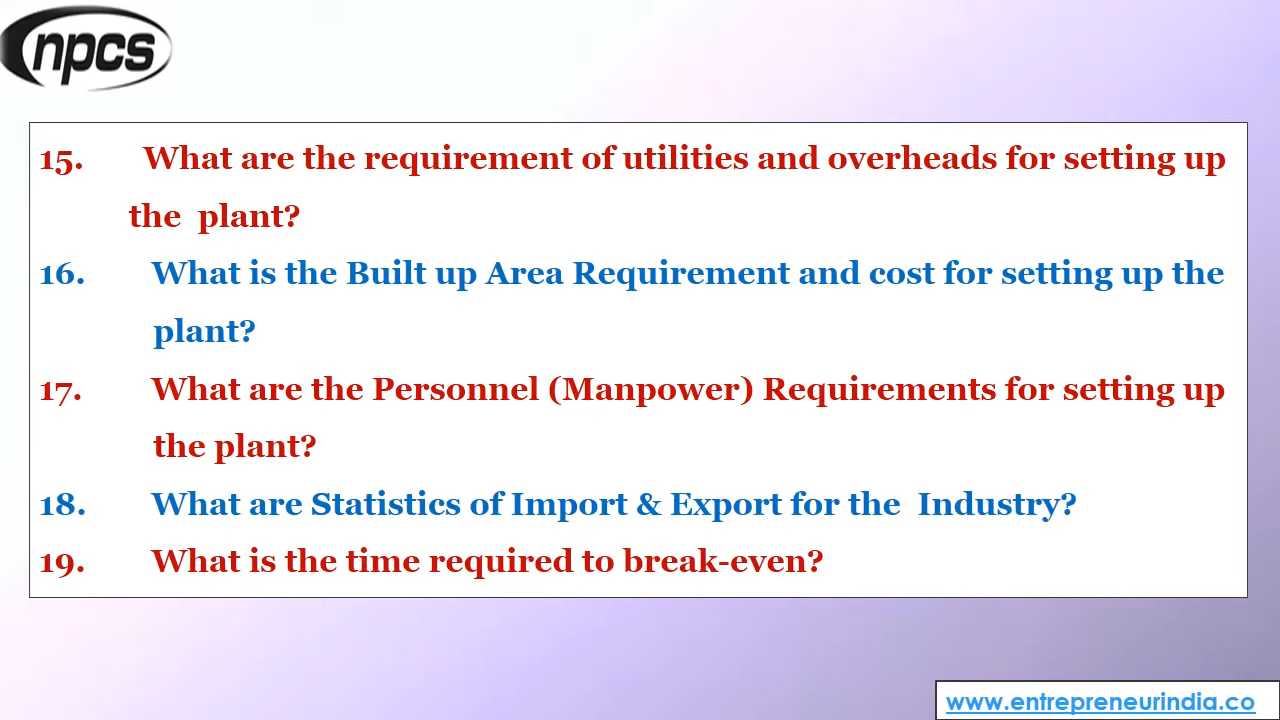 npcs
15. What are the requirement of utilities and overheads for setting up
the plant?
16. What is the Built up Area Requirement and cost for setting up the
plant?
17. What are the Personnel (Manpower) Requirements for setting up
the plant?
18. What are Statistics of Import & Export for the Industry?
19. What is the time required to break-even?
www.entrepreneurindia.co